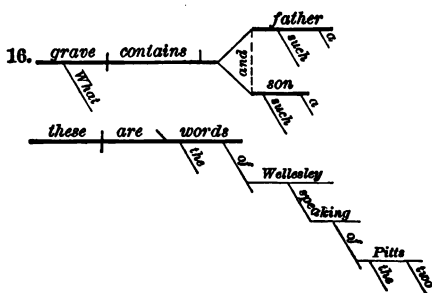 father
such
a
16. grave contains
What
and
son
such
a
these are words
the
of
Wellesley
speaking
of
Pitts
the
two